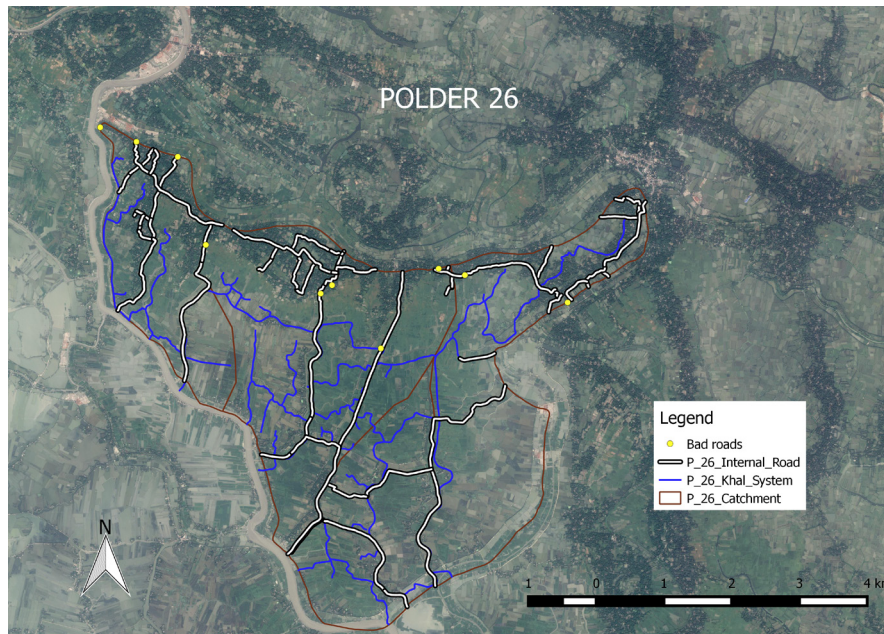 POLDER 26
Legend
Bad roads
P_26_Internal_Road
P_26_Khal_System
P_26_Catchment
N
1 0 1 2 3 4 km